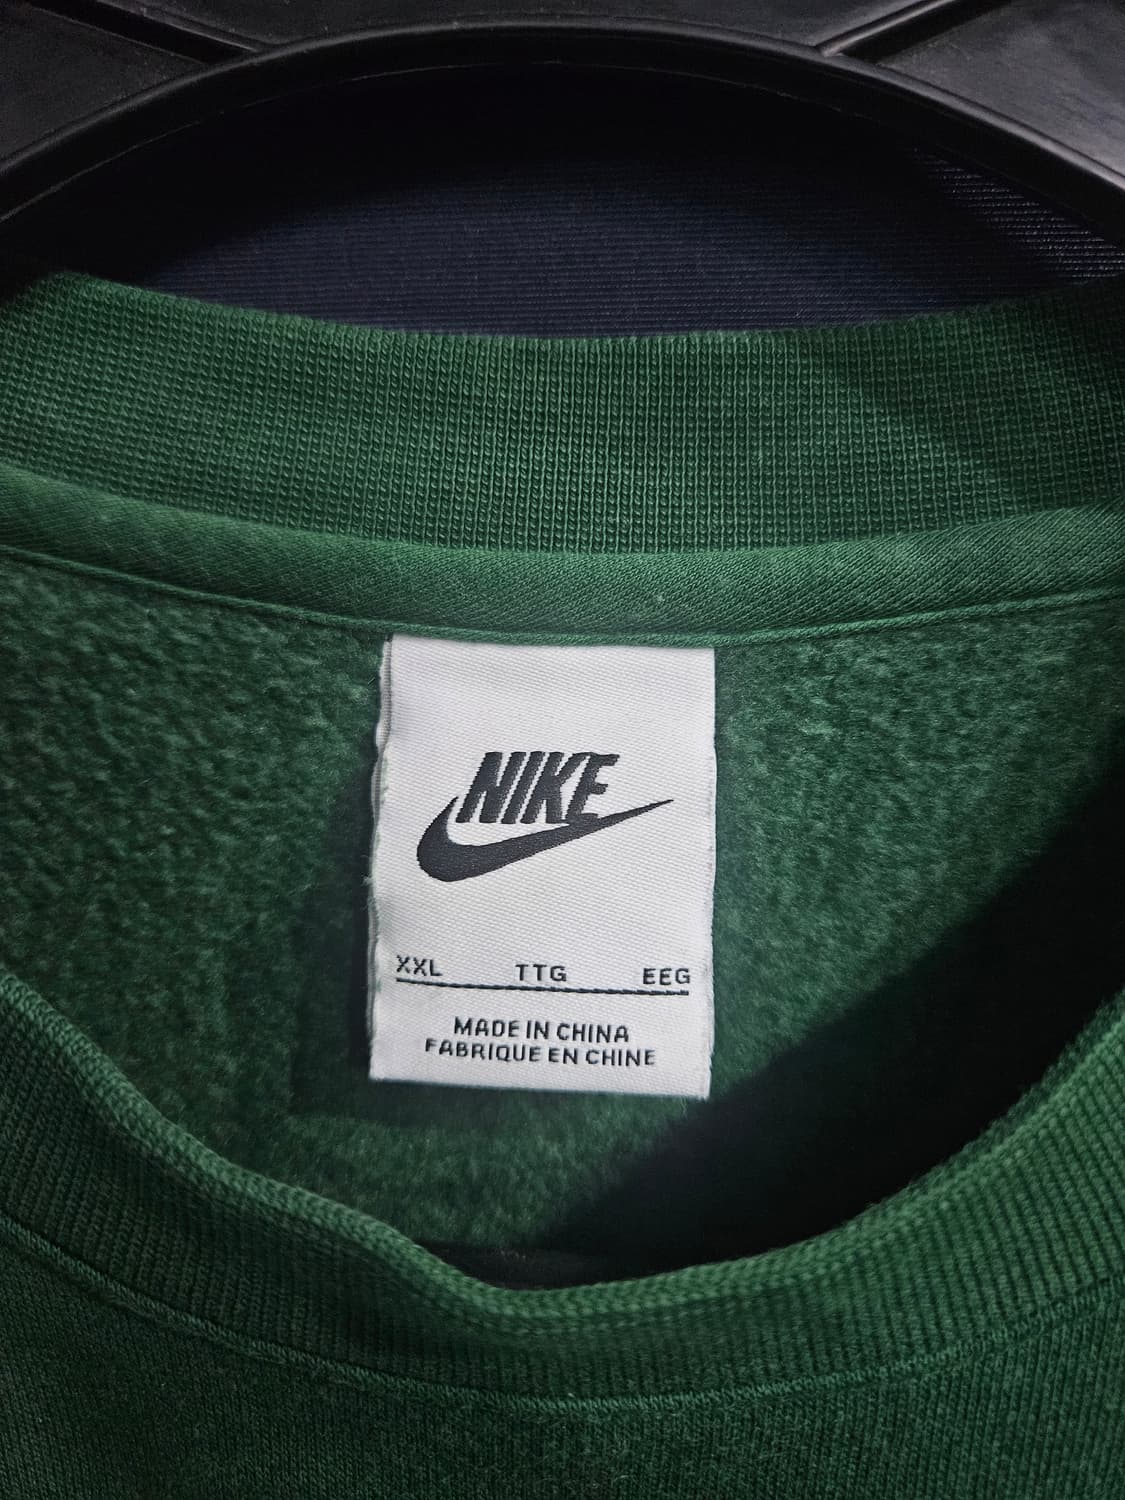 NIKE
XXL TTG EEG
MADE IN CHINA
FABRIQUE EN CHINE